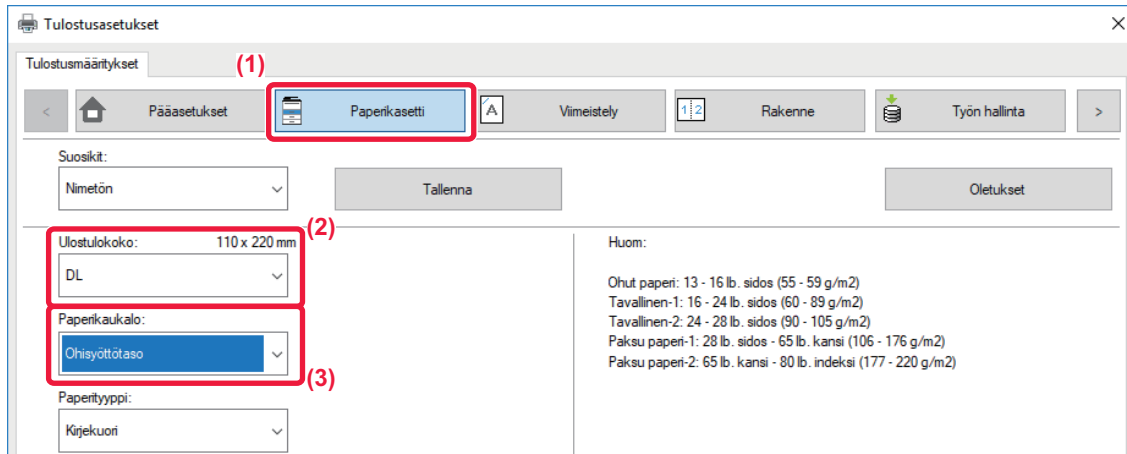 Tulostusasetukset
Tulostusmääritykset
(1)
< Pääasetukset Paperikasetti A Viimeistely 1 2 Rakenne Työn hallinta >
Suosikit:
Nimetön Tallenna Oletukset
(2)
Ulostulokoko: 110 x 220 mm
DL
Paperikaukalo:
Ohisyöttötaso
(3)
Paperityyppi:
Kirjekuori
Huom:
Ohut paperi: 13 - 16 lb. sidos (55 - 59 g/m2)
Tavallinen-1: 16 - 24 lb. sidos (60 - 89 g/m2)
Tavallinen-2: 24 - 28 lb. sidos (90 - 105 g/m2)
Paksu paperi-1: 28 lb. sidos - 65 lb. kansi (106 - 176 g/m2)
Paksu paperi-2: 65 lb. kansi - 80 lb. indeksi (177 - 220 g/m2)